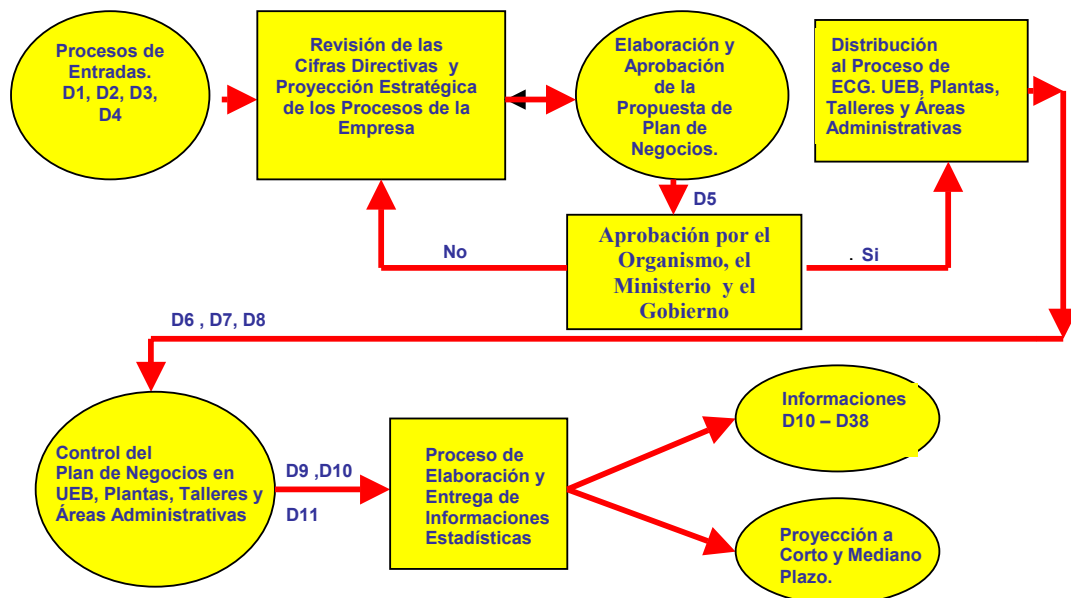 Procesos de
Entradas.
D1, D2, D3,
D4
Revisión de las
Cifras Directivas y
Proyección Estratégica
de los Procesos de la
Empresa
Elaboración y
Aprobación
de la
Propuesta de
Plan de
Negocios.
Distribución
al Proceso de
ECG. UEB, Plantas,
Talleres y Áreas
Administrativas
D5
No
Aprobación por el
Organismo, el
Ministerio y el
Gobierno
. Si
D6 , D7, D8
Control del
Plan de Negocios en
UEB, Plantas, Talleres y
Áreas Administrativas
D9 ,D10
D11
Proceso de
Elaboración y
Entrega de
Informaciones
Estadísticas
Informaciones
D10 – D38
Proyección a
Corto y Mediano
Plazo.